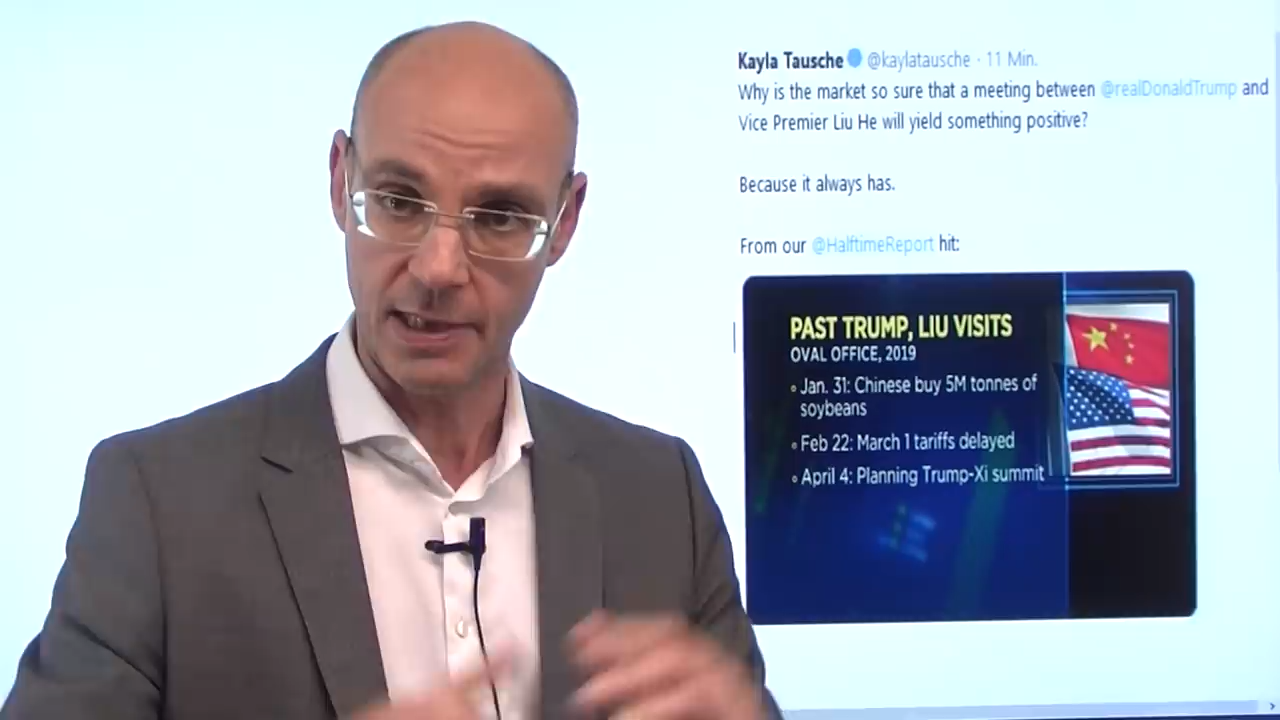 Kayla Tausche @kaylatausche · 11 Min.
Why is the market so sure that a meeting between @realDonaldTrump and
Vice Premier Liu He will yield something positive?
Because it always has.
From our @HalftimeReport hit:
PAST TRUMP, LIU VISITS
OVAL OFFICE, 2019
• Jan. 31: Chinese buy 5M tonnes of
soybeans
• Feb 22: March 1 tariffs delayed
• April 4: Planning Trump-Xi summit